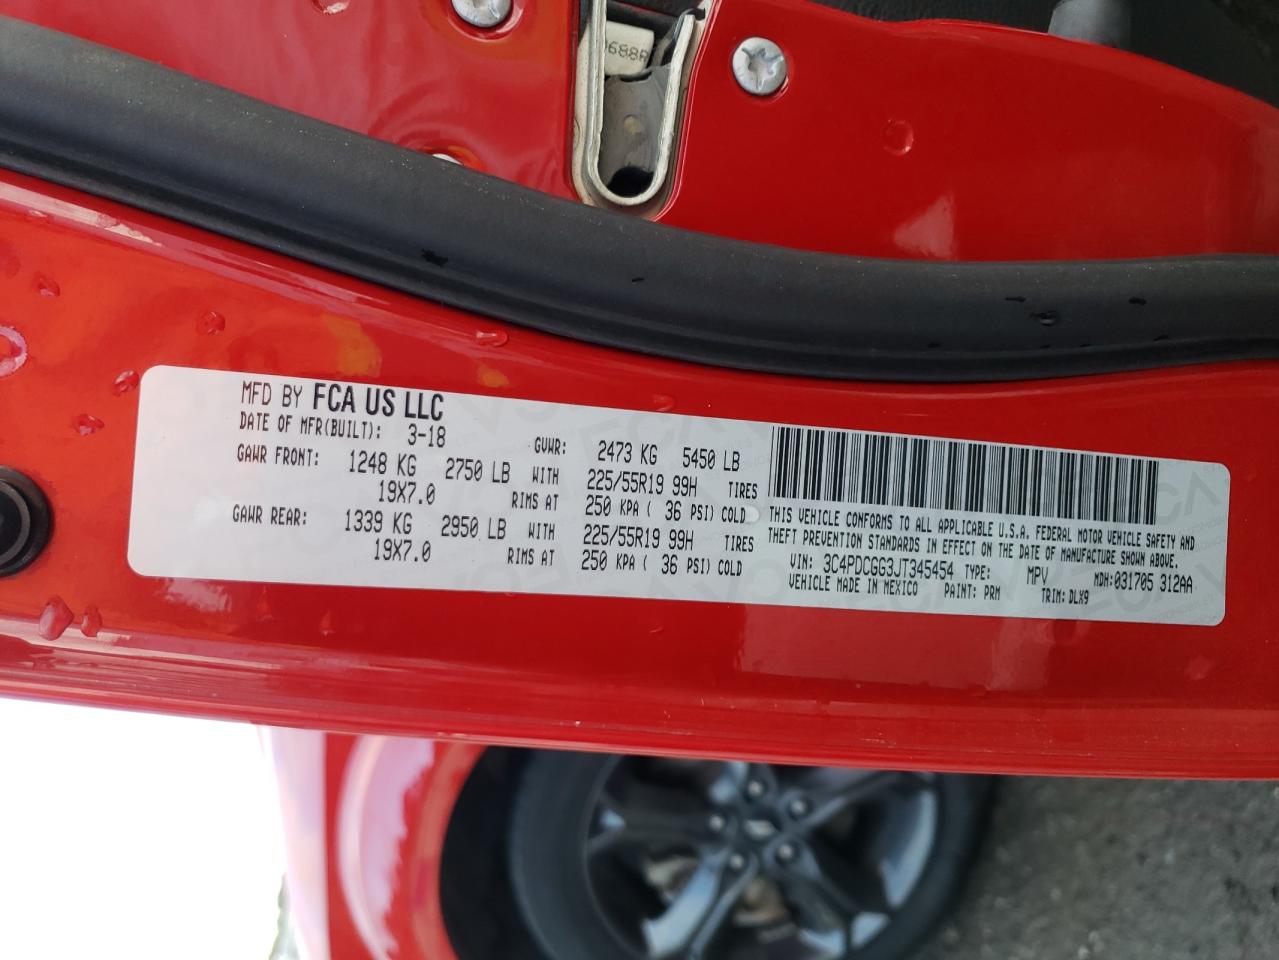 688R
MFD BY FCA US LLC
DATE OF MFR(BUILT): 3-18 GVWR: 2473 KG 5450 LB
GAWR FRONT: 1248 KG 2750 LB WITH 225/55R19 99H TIRES
19X7.0 RIMS AT 250 KPA ( 36 PSI) COLD
GAWR REAR: 1339 KG 2950 LB WITH 225/55R19 99H TIRES
19X7.0 RIMS AT 250 KPA ( 36 PSI) COLD
THIS VEHICLE CONFORMS TO ALL APPLICABLE U.S.A. FEDERAL MOTOR VEHICLE SAFETY AND
THEFT PREVENTION STANDARDS IN EFFECT ON THE DATE OF MANUFACTURE SHOWN ABOVE.
VIN: 3C4PDCGG3JT345454 TYPE: MPV MDH:031705 312AA
VEHICLE MADE IN MEXICO PAINT: PRM TRIM: DLX9